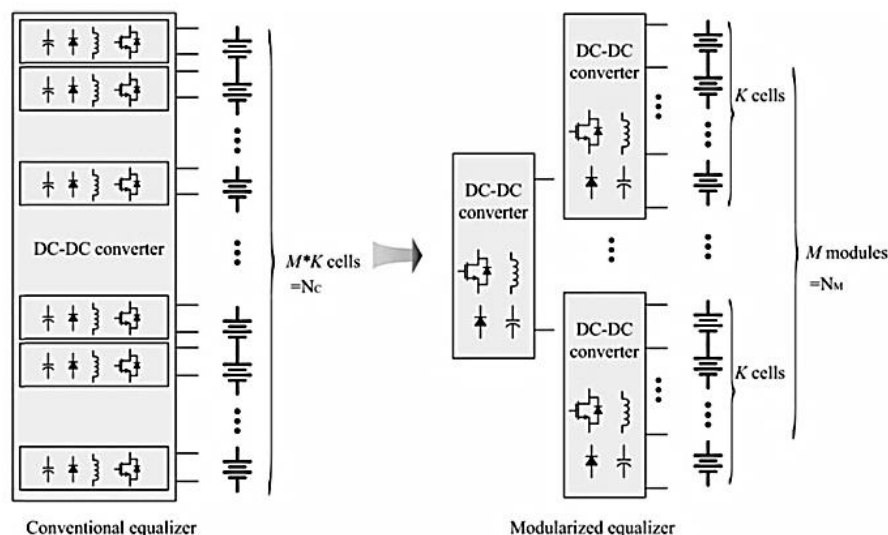 DC-DC converter
M*K cells
=NC
Conventional equalizer
DC-DC
converter
DC-DC
converter
K cells
DC-DC
converter
K cells
M modules
=NM
Modularized equalizer